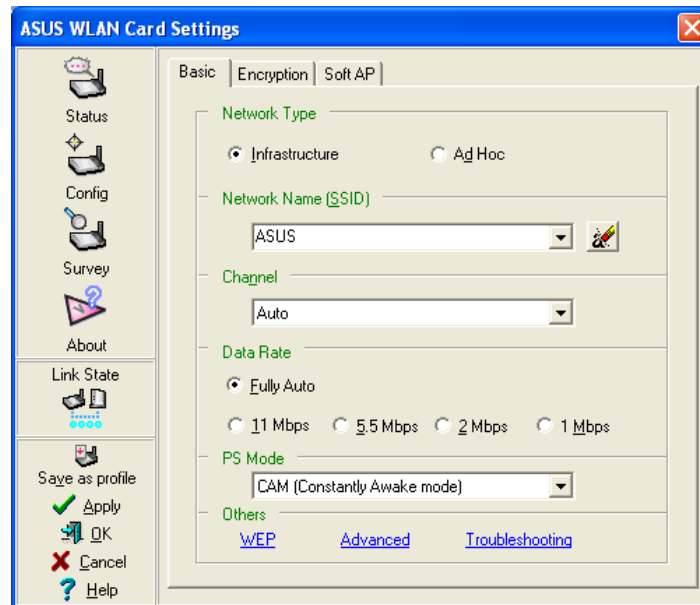 ASUS WLAN Card Settings
Status
Config
Survey
About
Link State
Save as profile
Apply
OK
Cancel
Help
Basic Encryption Soft AP
Network Type
Infrastructure Ad Hoc
Network Name (SSID)
ASUS
Channel
Auto
Data Rate
Fully Auto
11 Mbps 5.5 Mbps 2 Mbps 1 Mbps
PS Mode
CAM (Constantly Awake mode)
Others
WEP Advanced Troubleshooting